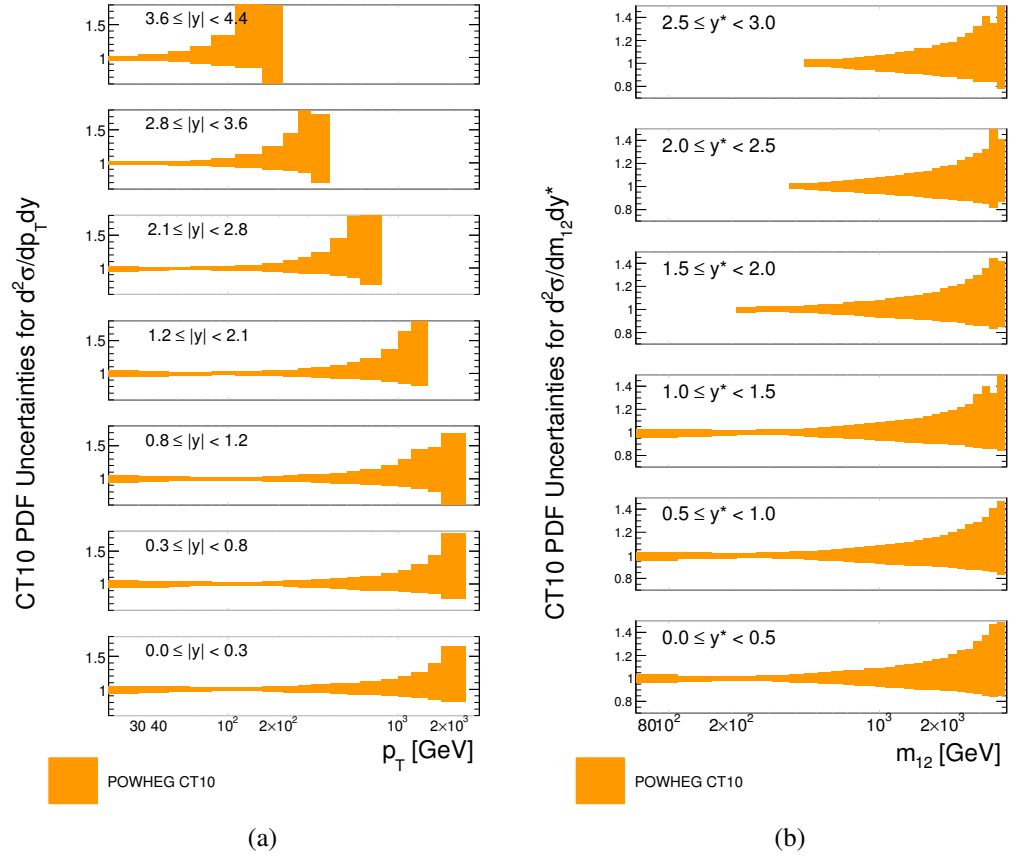 CT10 PDF Uncertainties for d²σ/dp_T dy
3.6 ≤ |y| < 4.4
1.5
1
2.8 ≤ |y| < 3.6
1.5
1
2.1 ≤ |y| < 2.8
1.5
1
1.2 ≤ |y| < 2.1
1.5
1
0.8 ≤ |y| < 1.2
1.5
1
0.3 ≤ |y| < 0.8
1.5
1
0.0 ≤ |y| < 0.3
1.5
1
30 40 10² 2×10² 10³ 2×10³
p_T [GeV]
POWHEG CT10
(a)
CT10 PDF Uncertainties for d²σ/dm₁₂dy*
2.5 ≤ y* < 3.0
1.4
1.2
1
0.8
2.0 ≤ y* < 2.5
1.4
1.2
1
0.8
1.5 ≤ y* < 2.0
1.4
1.2
1
0.8
1.0 ≤ y* < 1.5
1.4
1.2
1
0.8
0.5 ≤ y* < 1.0
1.4
1.2
1
0.8
0.0 ≤ y* < 0.5
1.4
1.2
1
0.8
80 10² 2×10² 10³ 2×10³
m₁₂ [GeV]
POWHEG CT10
(b)